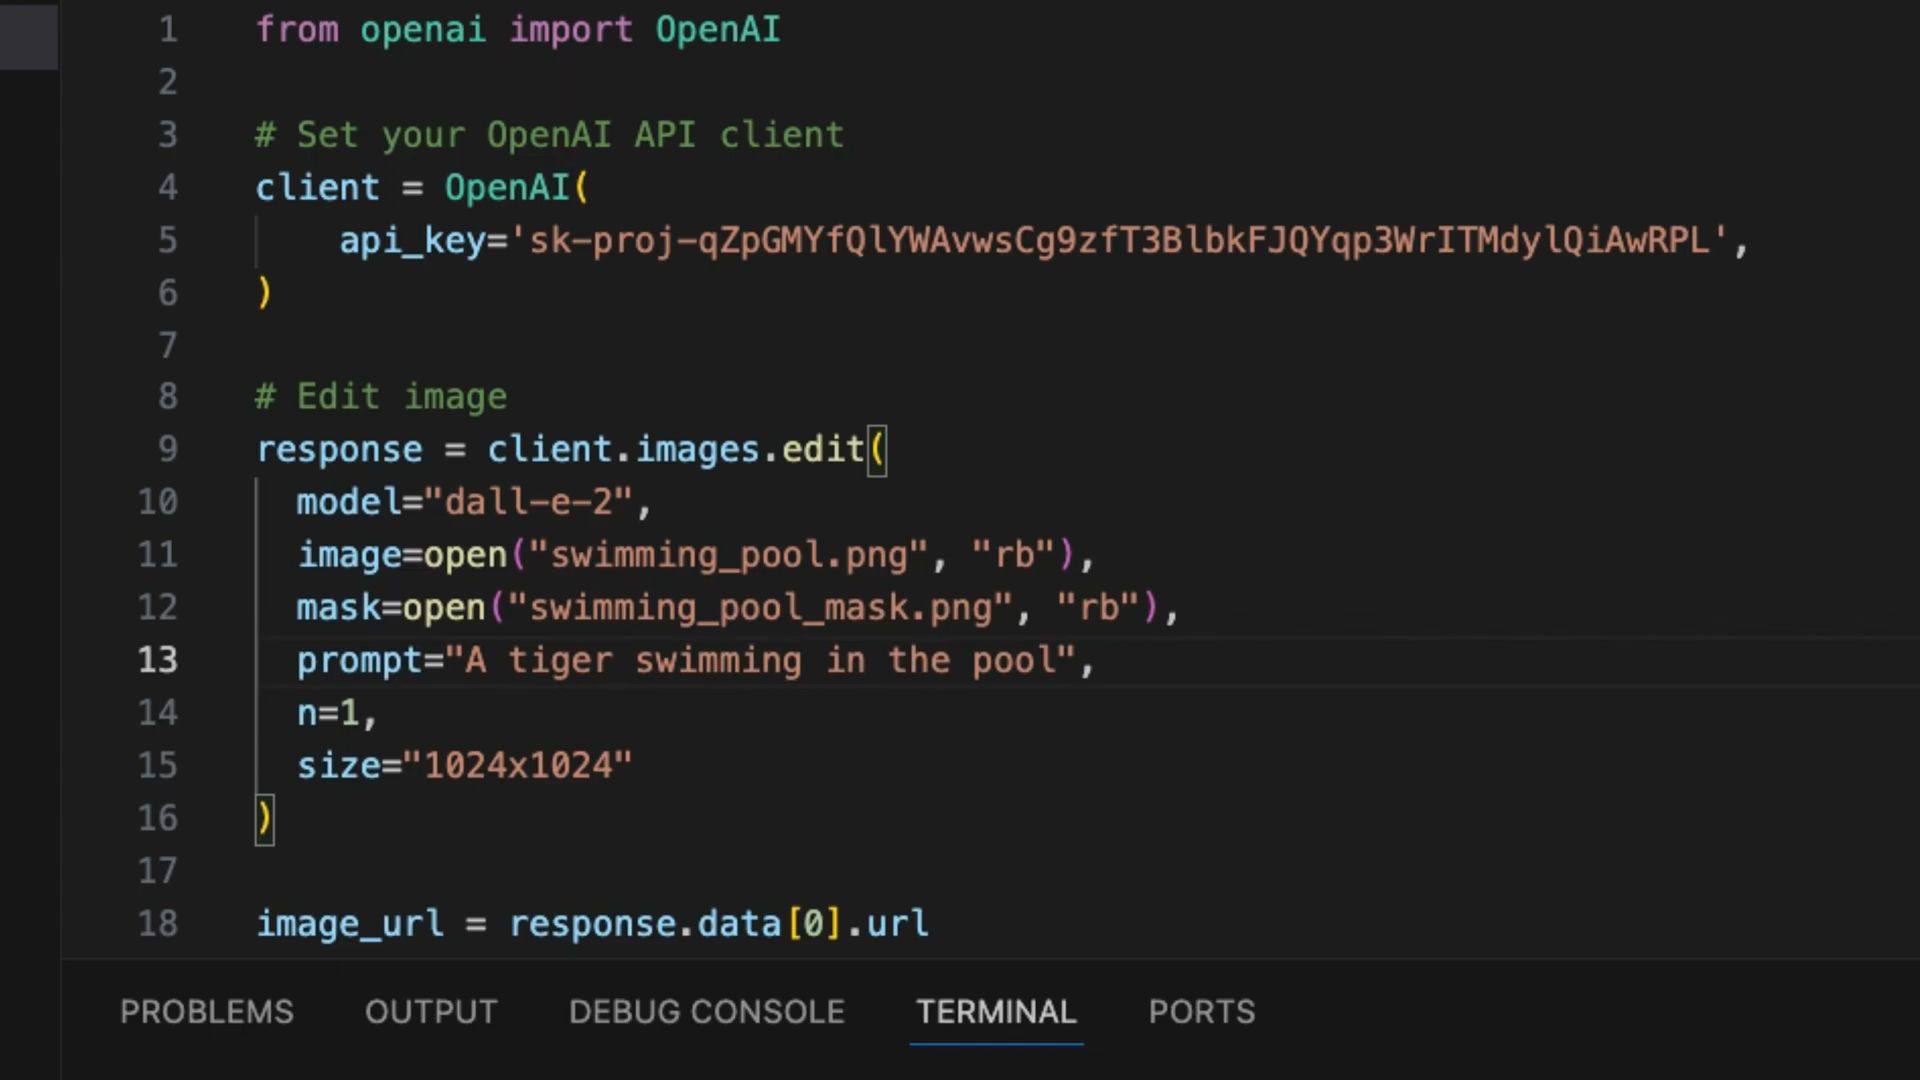 1 from openai import OpenAI
2
3 # Set your OpenAI API client
4 client = OpenAI(
5     api_key='sk-proj-qZpGMYfQlYWAvwsCg9zfT3BlbkFJQYqp3WrITMdylQiAwRPL',
6 )
7
8 # Edit image
9 response = client.images.edit(
10   model="dall-e-2",
11   image=open("swimming_pool.png", "rb"),
12   mask=open("swimming_pool_mask.png", "rb"),
13   prompt="A tiger swimming in the pool",
14   n=1,
15   size="1024x1024"
16 )
17
18 image_url = response.data[0].url
PROBLEMS OUTPUT DEBUG CONSOLE TERMINAL PORTS